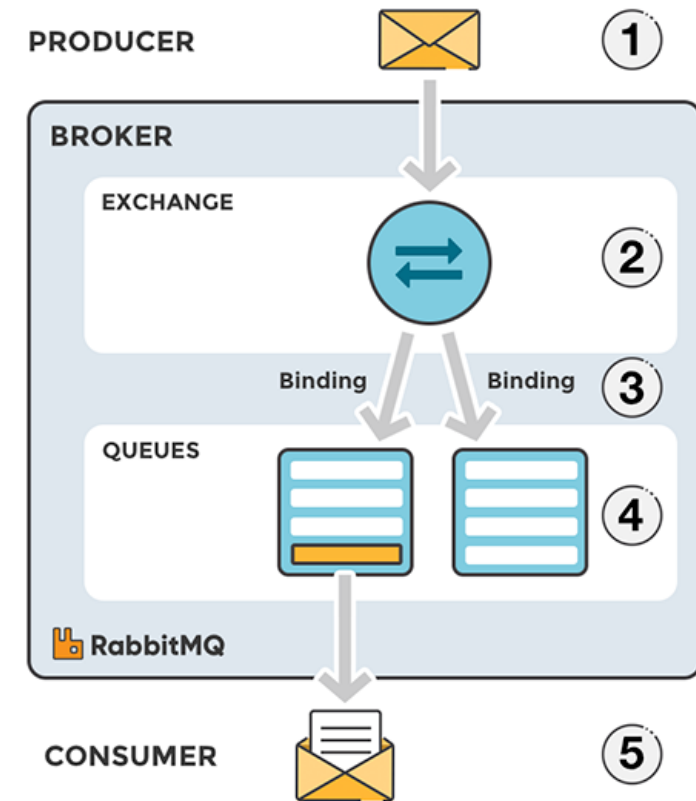 PRODUCER 1
BROKER
EXCHANGE
2
Binding Binding 3
QUEUES
4
RabbitMQ
CONSUMER 5